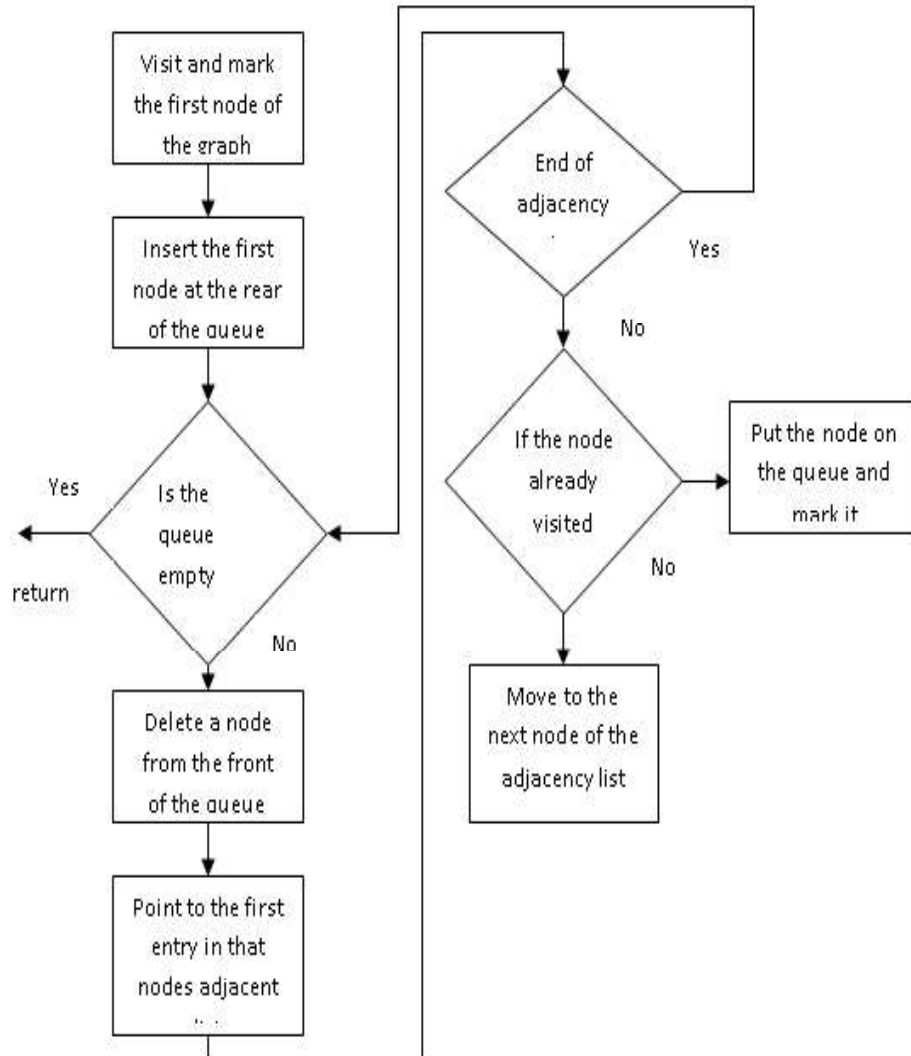 Visit and mark
the first node of
the graph
Insert the first
node at the rear
of the queue
Is the
queue
empty
Yes
return
No
Delete a node
from the front
of the queue
Point to the first
entry in that
nodes adjacent
End of
adjacency
Yes
No
If the node
already
visited
No
Put the node on
the queue and
mark it
Move to the
next node of the
adjacency list